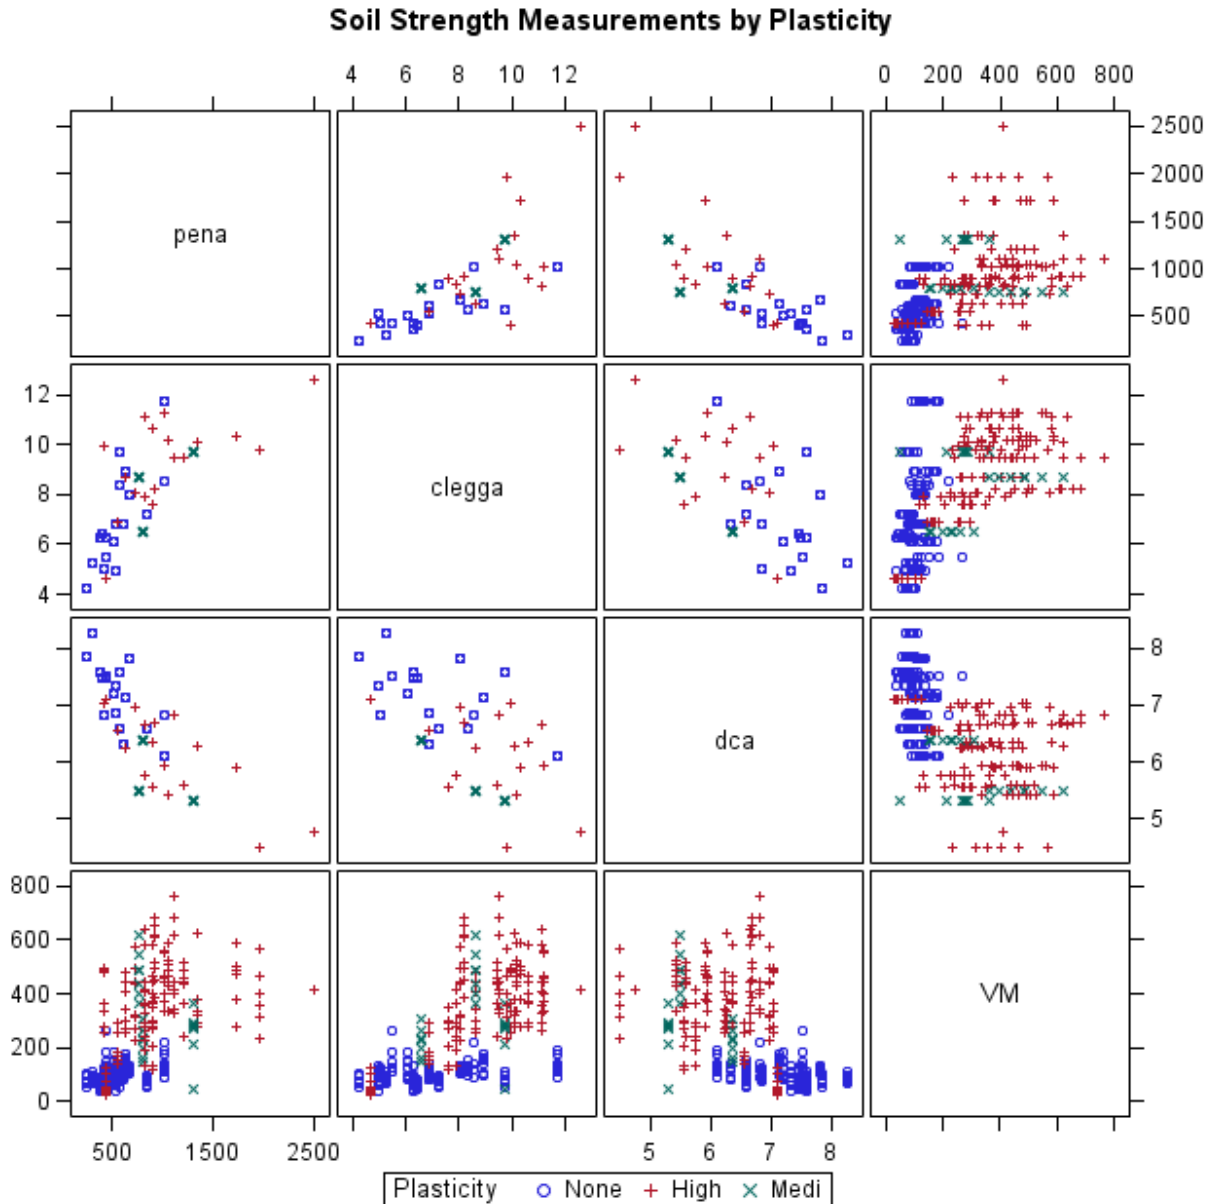 Soil Strength Measurements by Plasticity
4 6 8 10 12 0 200 400 600 800
pena
2500
2000
1500
1000
500
12
10
8
6
4
clegga
dca
8
7
6
5
800
600
400
200
0
VM
500 1500 2500 5 6 7 8
Plasticity None High Medi